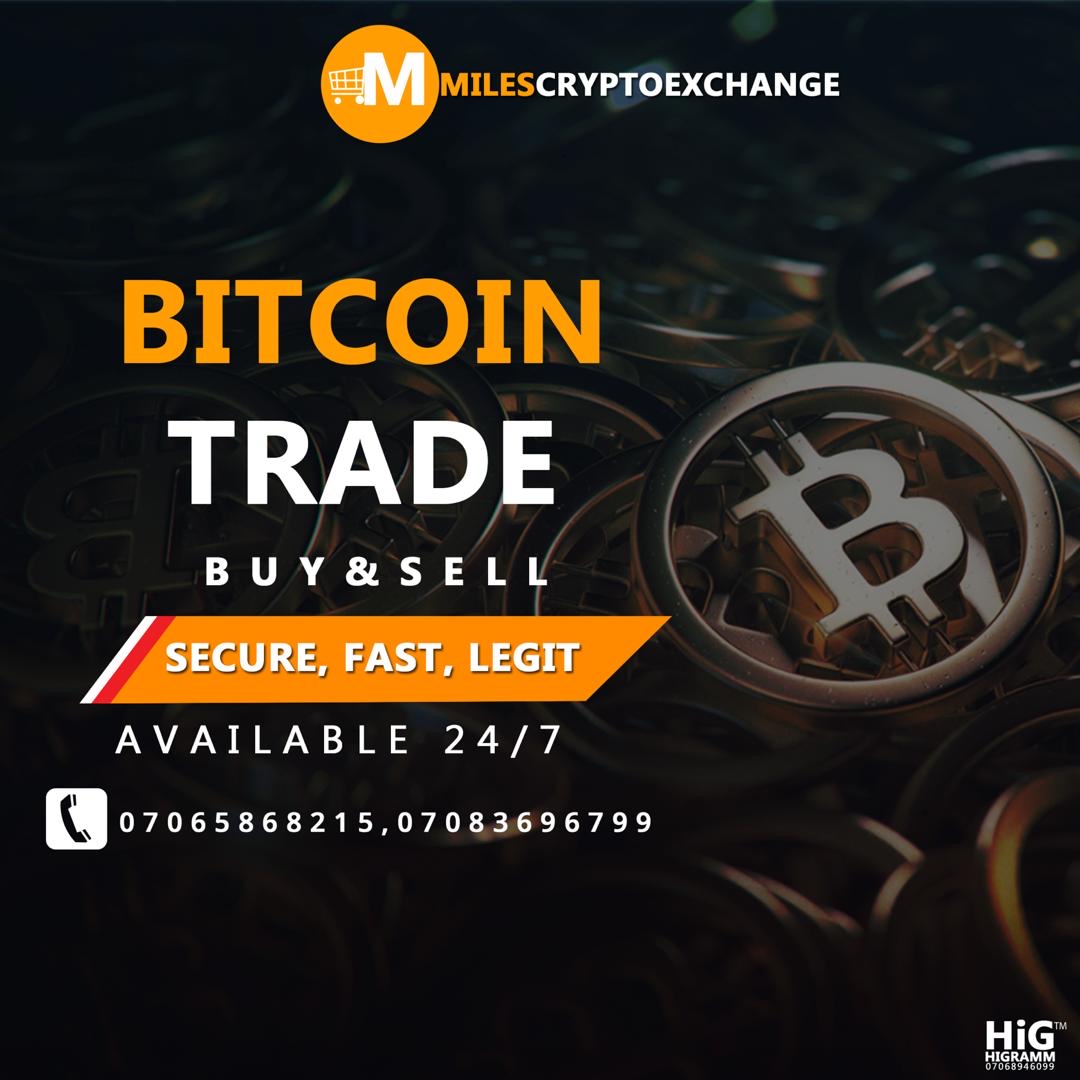 M MILESCRYPTOEXCHANGE
BITCOIN
TRADE
BUY&SELL
SECURE, FAST, LEGIT
AVAILABLE 24/7
07065868215,07083696799
HiG™
HIGRAMM
07068946099